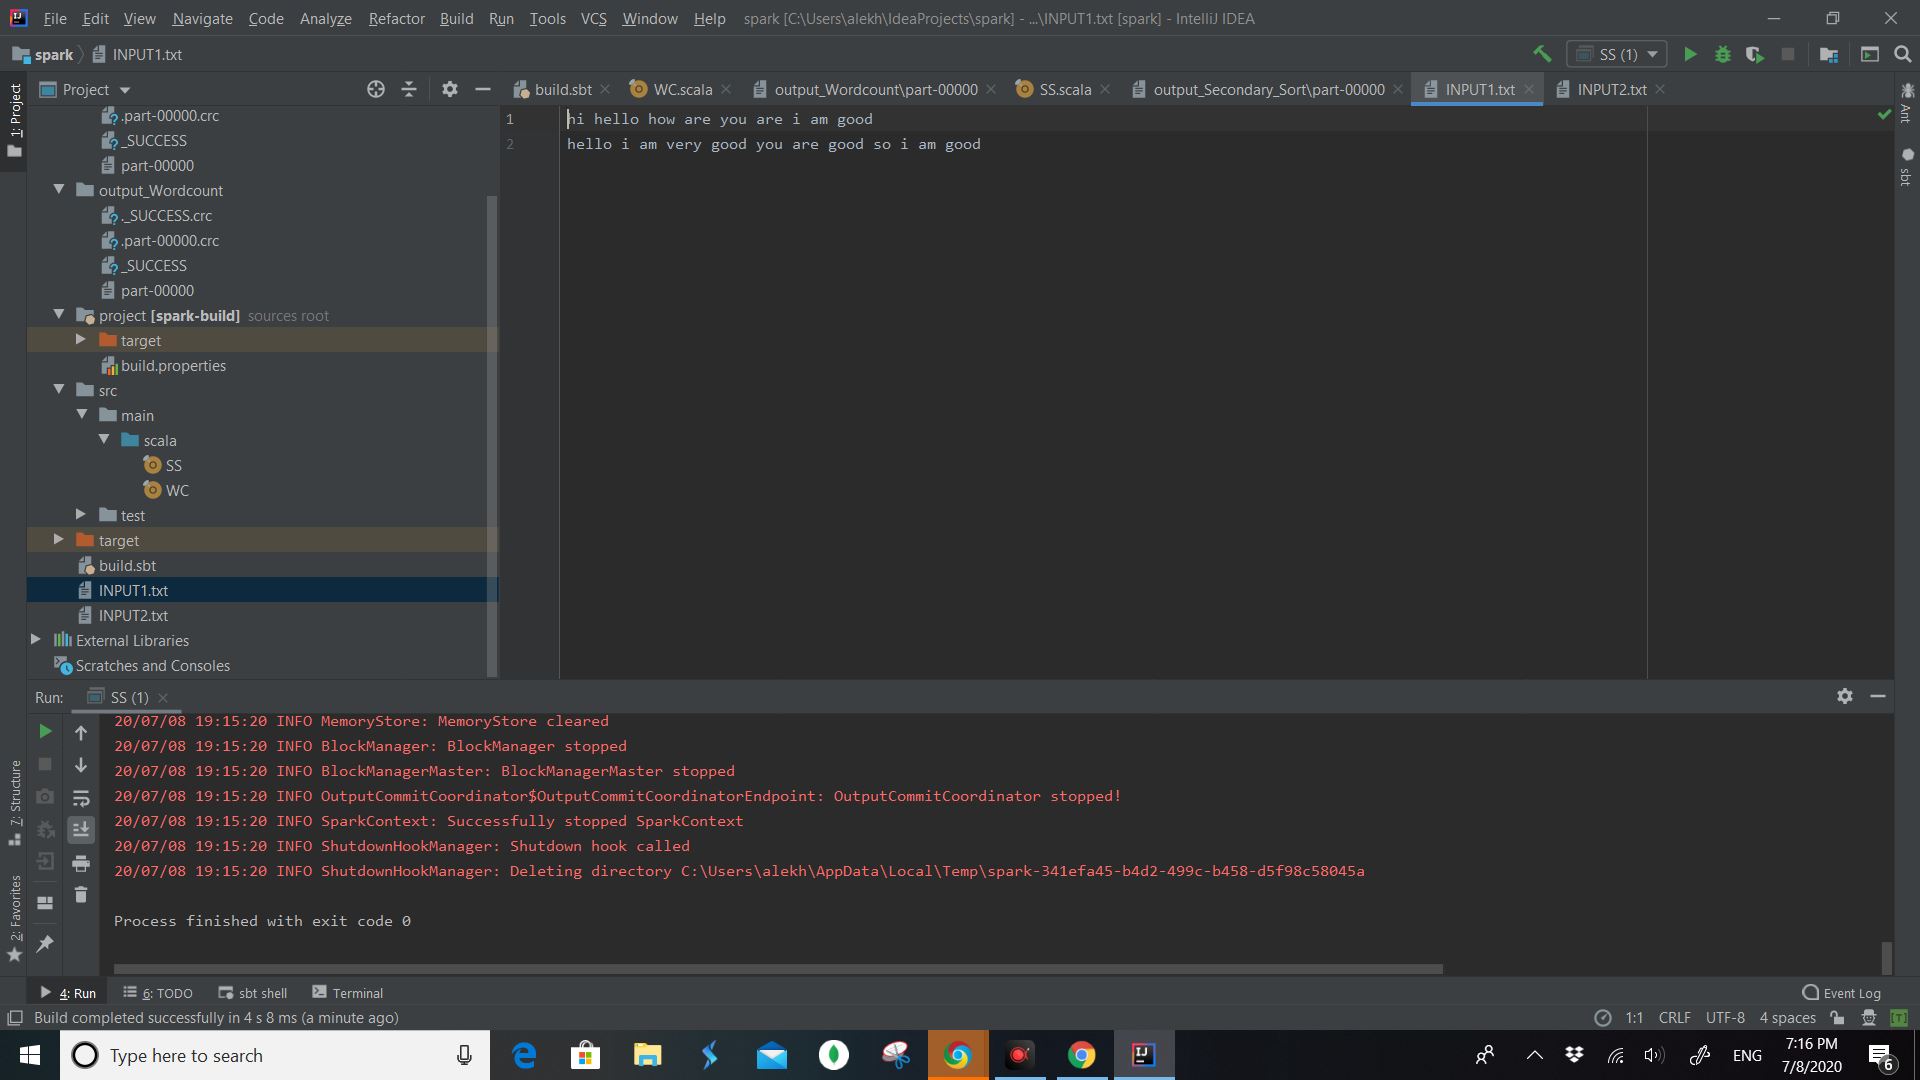 File Edit View Navigate Code Analyze Refactor Build Run Tools VCS Window Help spark [C:\Users\alekh\IdeaProjects\spark] - ...\INPUT1.txt [spark] - IntelliJ IDEA
spark INPUT1.txt SS (1)
Project
build.sbt WC.scala output_Wordcount\part-00000 SS.scala output_Secondary_Sort\part-00000 INPUT1.txt INPUT2.txt
1: Project
.part-00000.crc
_SUCCESS
part-00000
output_Wordcount
._SUCCESS.crc
.part-00000.crc
_SUCCESS
part-00000
project [spark-build] sources root
target
build.properties
src
main
scala
SS
WC
test
target
build.sbt
INPUT1.txt
INPUT2.txt
External Libraries
Scratches and Consoles
1 hi hello how are you are i am good
2 hello i am very good you are good so i am good
Ant
sbt
Run: SS (1)
20/07/08 19:15:20 INFO MemoryStore: MemoryStore cleared
20/07/08 19:15:20 INFO BlockManager: BlockManager stopped
20/07/08 19:15:20 INFO BlockManagerMaster: BlockManagerMaster stopped
20/07/08 19:15:20 INFO OutputCommitCoordinator$OutputCommitCoordinatorEndpoint: OutputCommitCoordinator stopped!
20/07/08 19:15:20 INFO SparkContext: Successfully stopped SparkContext
20/07/08 19:15:20 INFO ShutdownHookManager: Shutdown hook called
20/07/08 19:15:20 INFO ShutdownHookManager: Deleting directory C:\Users\alekh\AppData\Local\Temp\spark-341efa45-b4d2-499c-b458-d5f98c58045a
Process finished with exit code 0
7: Structure
2: Favorites
4: Run 6: TODO sbt shell Terminal Event Log
Build completed successfully in 4 s 8 ms (a minute ago) 1:1 CRLF UTF-8 4 spaces [T]
Type here to search
ENG
7:16 PM
7/8/2020
6